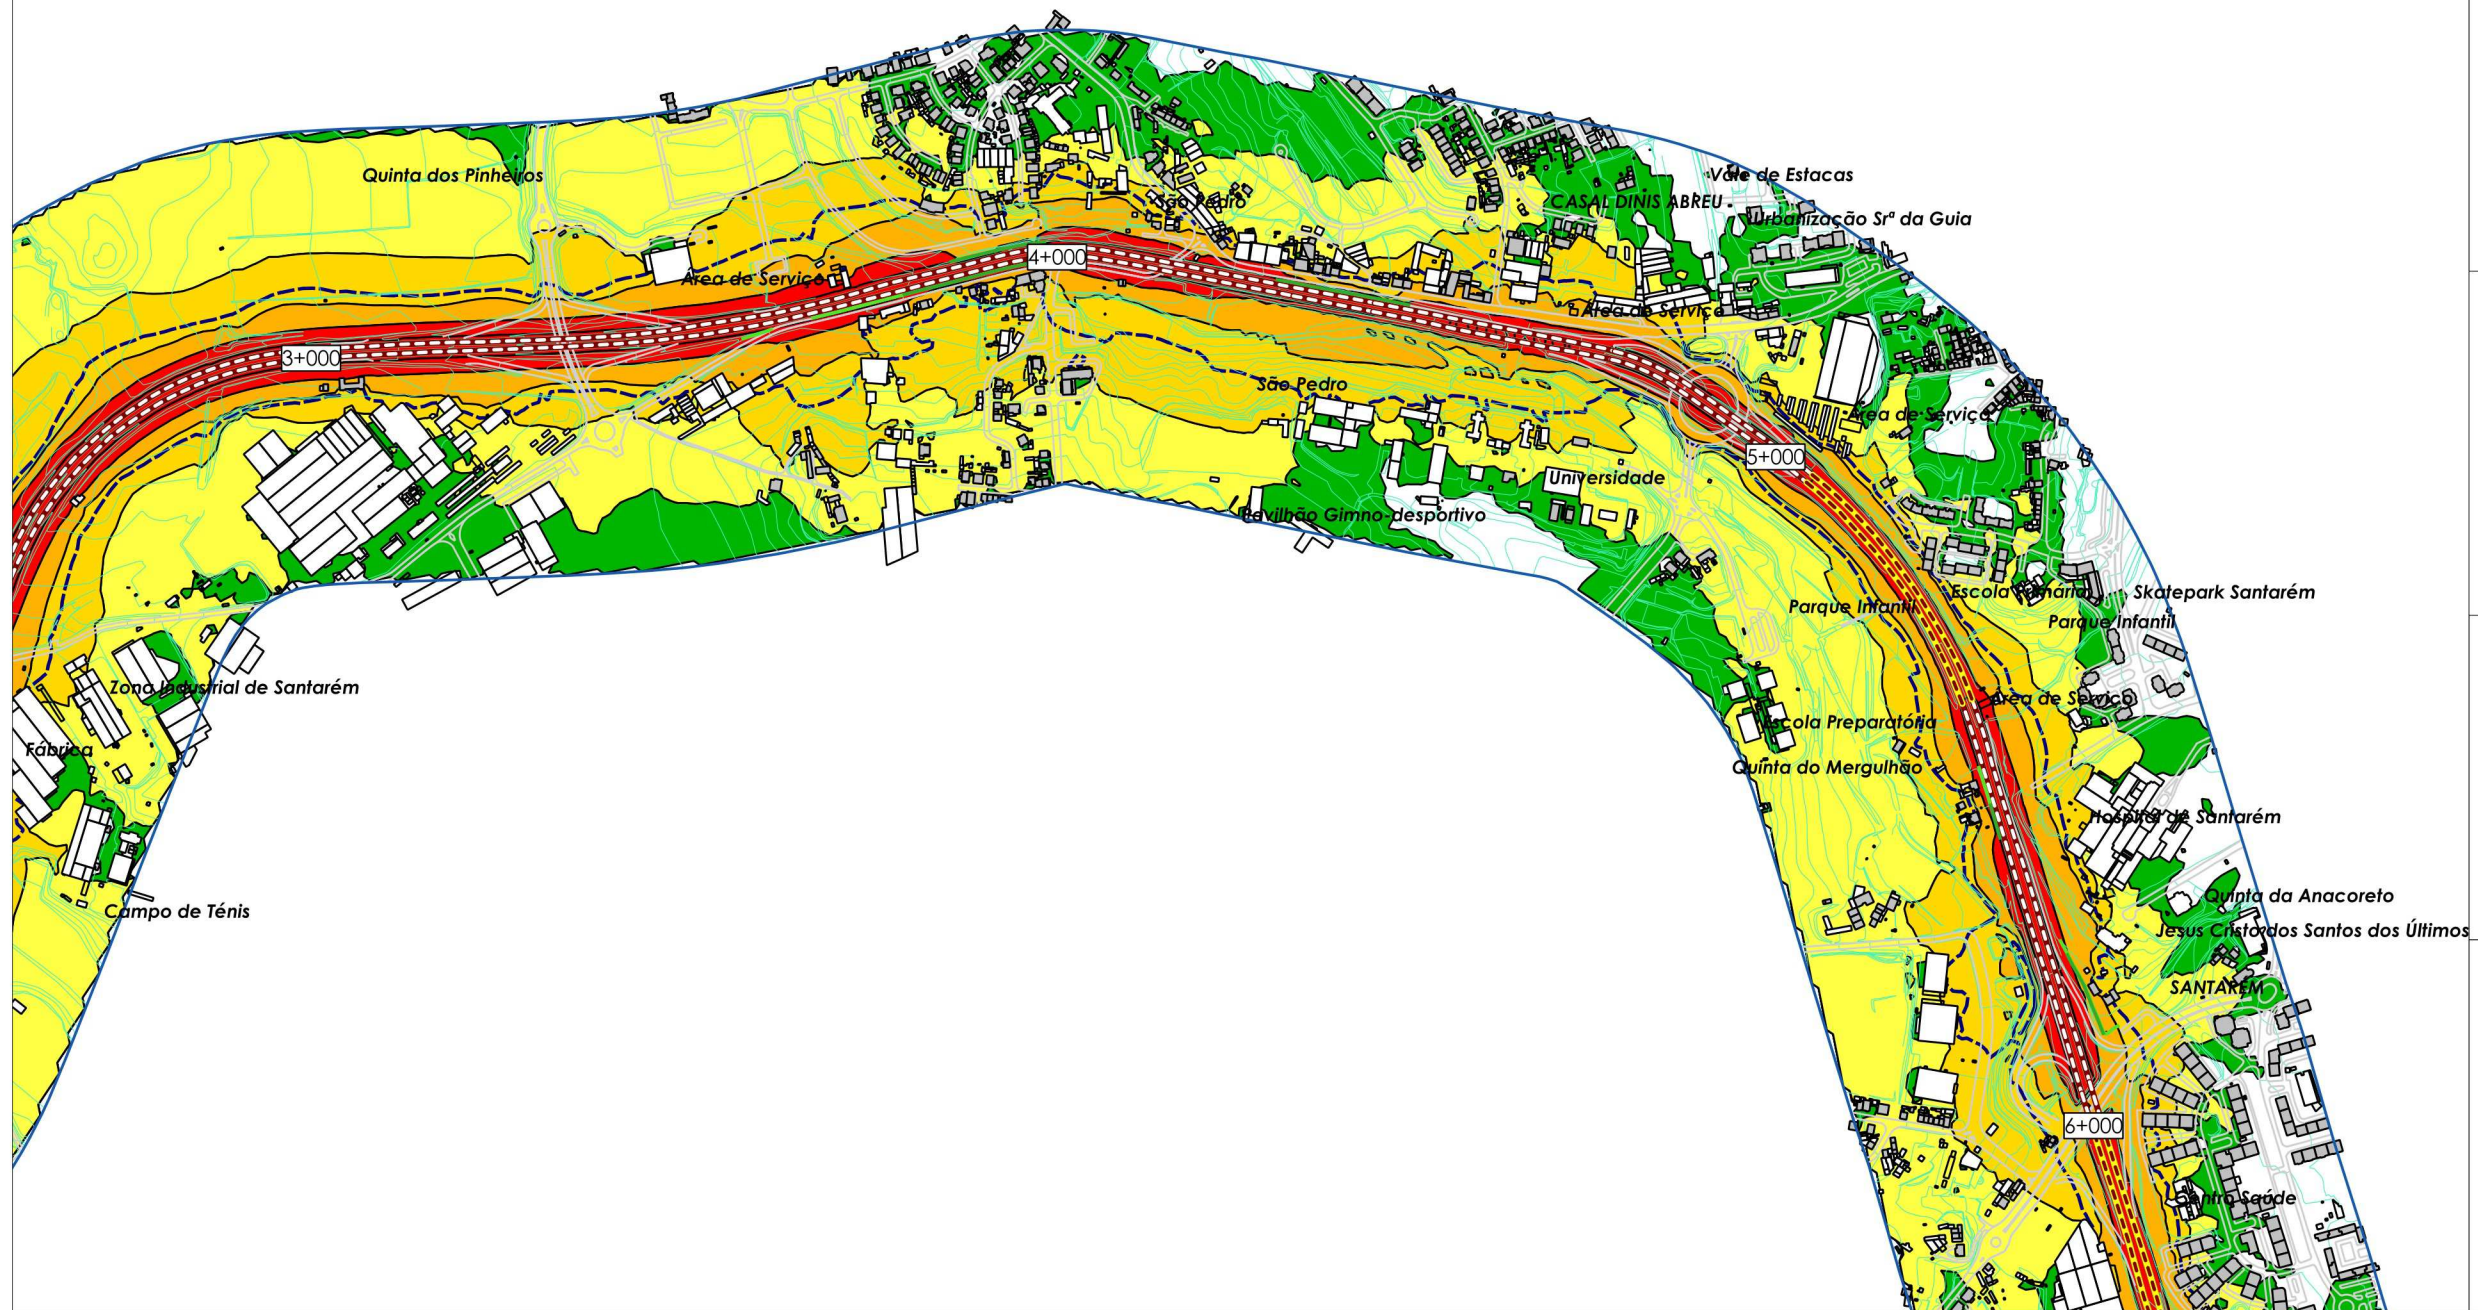 Quinta dos Pinheiros
Vale de Estacas
São Pedro
CASAL DINIS ABREU
Urbanização Srª da Guia
4+000
Área de Serviço
Área de Serviço
3+000
São Pedro
Área de Serviço
5+000
Universidade
Pavilhão Gimno-desportivo
Escola Primária
Skatepark Santarém
Parque Infantil
Parque Infantil
Zona Industrial de Santarém
Área de Serviço
Escola Preparatória
Fábrica
Quinta do Mergulhão
Hospital de Santarém
Quinta da Anacoreto
Campo de Ténis
Jesus Cristo dos Santos dos Últimos
SANTARÉM
6+000
Centro Saúde